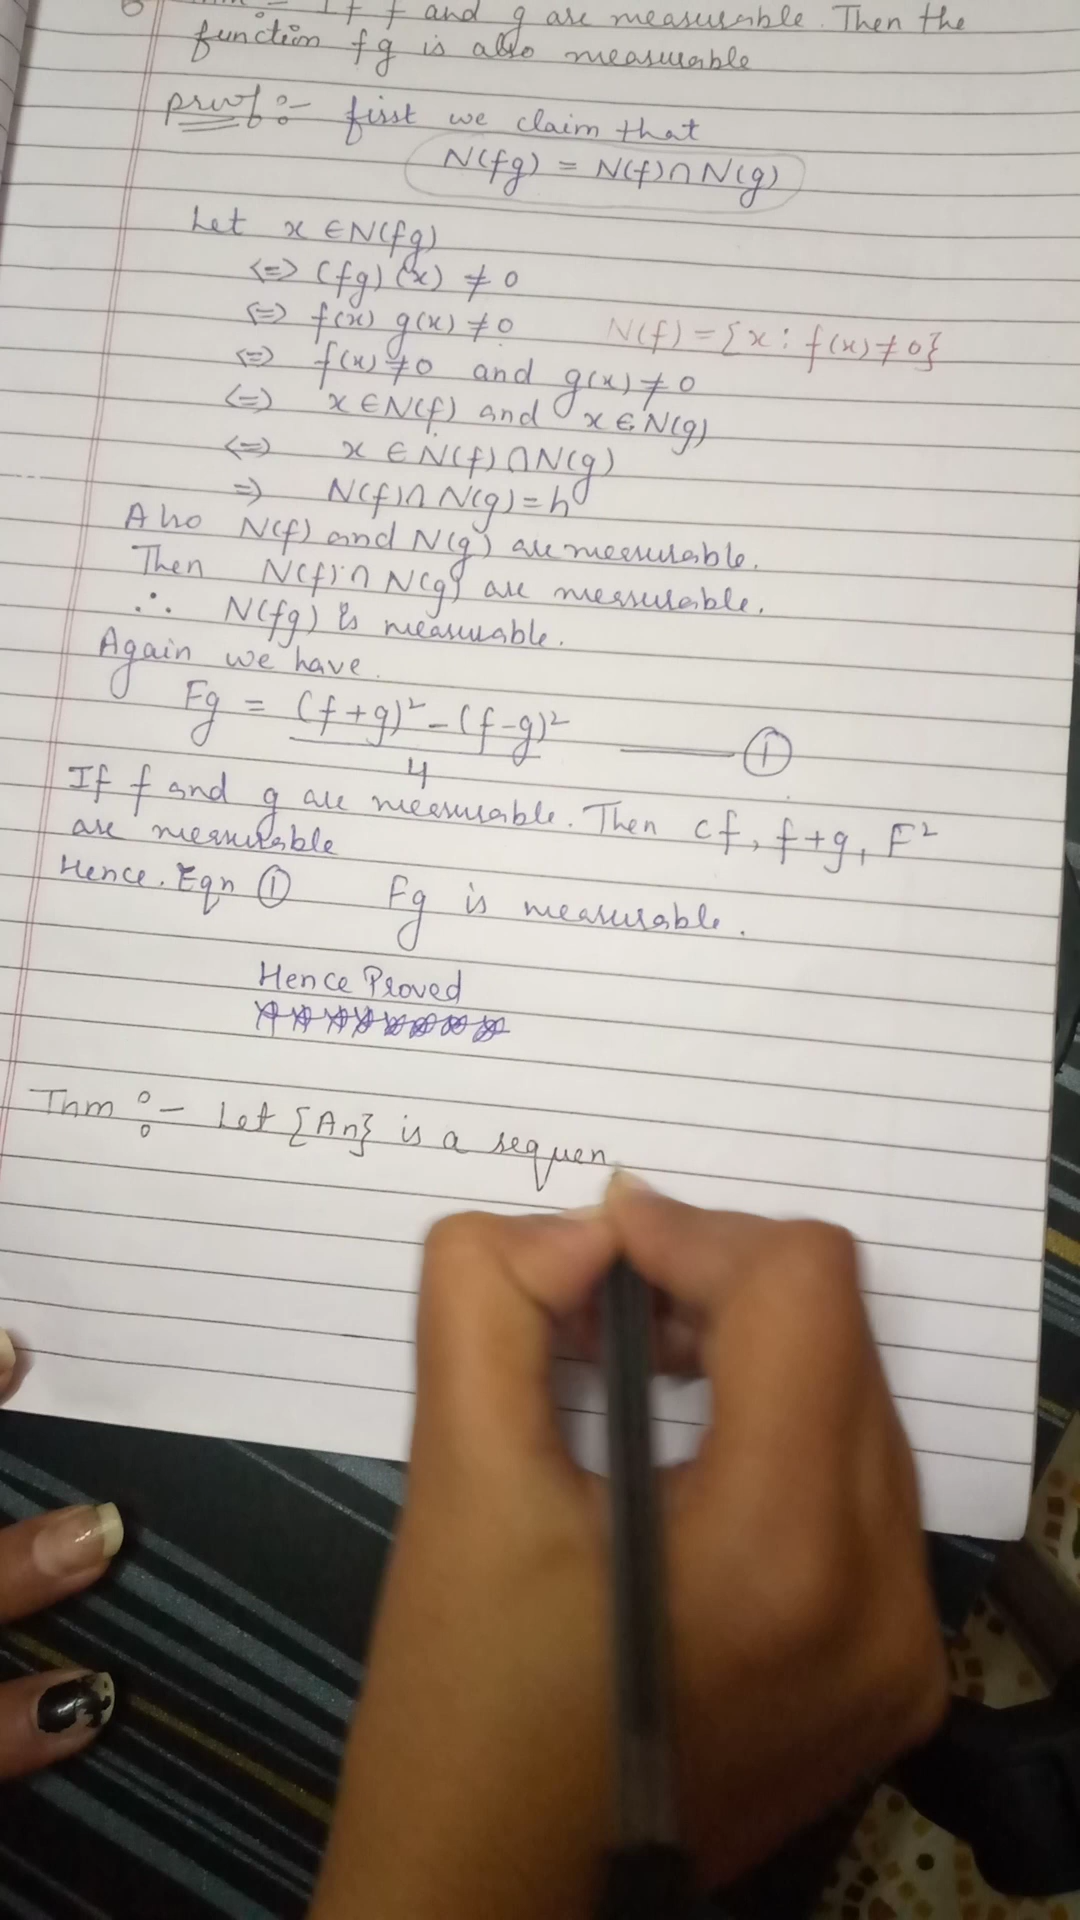 If f and g are measurable. Then the
function fg is also measurable
proof:- first we claim that
N(fg) = N(f)∩N(g)
Let x ∈N(fg)
<=> (fg)(x) ≠ 0
<=> f(x) g(x) ≠ 0 N(f) = {x : f(x) ≠ 0}
<=> f(x) ≠ 0 and g(x) ≠ 0
<=> x ∈ N(f) and x ∈ N(g)
<=> x ∈ N(f) ∩ N(g)
=> N(f) ∩ N(g) = h
Also N(f) and N(g) are measurable.
Then N(f) ∩ N(g) are measurable.
∴ N(fg) is measurable.
Again we have.
Fg = (f+g)² - (f-g)² / 4 ——— ①
If f and g are measurable. Then cf, f+g, F²
are measurable
Hence. Eqn ① Fg is measurable.
Hence Proved
Thm :- Let {An} is a sequen